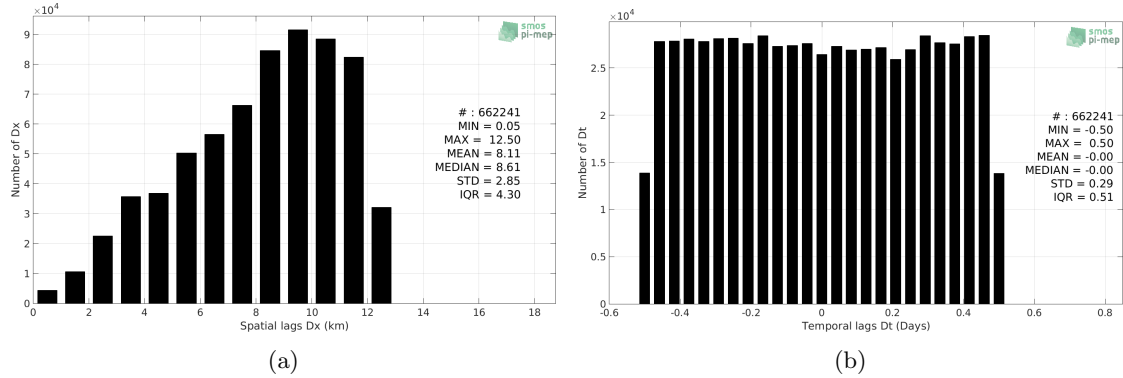 ×10⁴
9
8
7
6
5
4
3
2
1
0
Number of Dx
smos
pi-mep
# : 662241
MIN = 0.05
MAX = 12.50
MEAN = 8.11
MEDIAN = 8.61
STD = 2.85
IQR = 4.30
0 2 4 6 8 10 12 14 16 18
Spatial lags Dx (km)
(a)
×10⁴
2.5
2
1.5
1
0.5
0
Number of Dt
smos
pi-mep
# : 662241
MIN = -0.50
MAX = 0.50
MEAN = -0.00
MEDIAN = -0.00
STD = 0.29
IQR = 0.51
-0.6 -0.4 -0.2 0 0.2 0.4 0.6 0.8
Temporal lags Dt (Days)
(b)